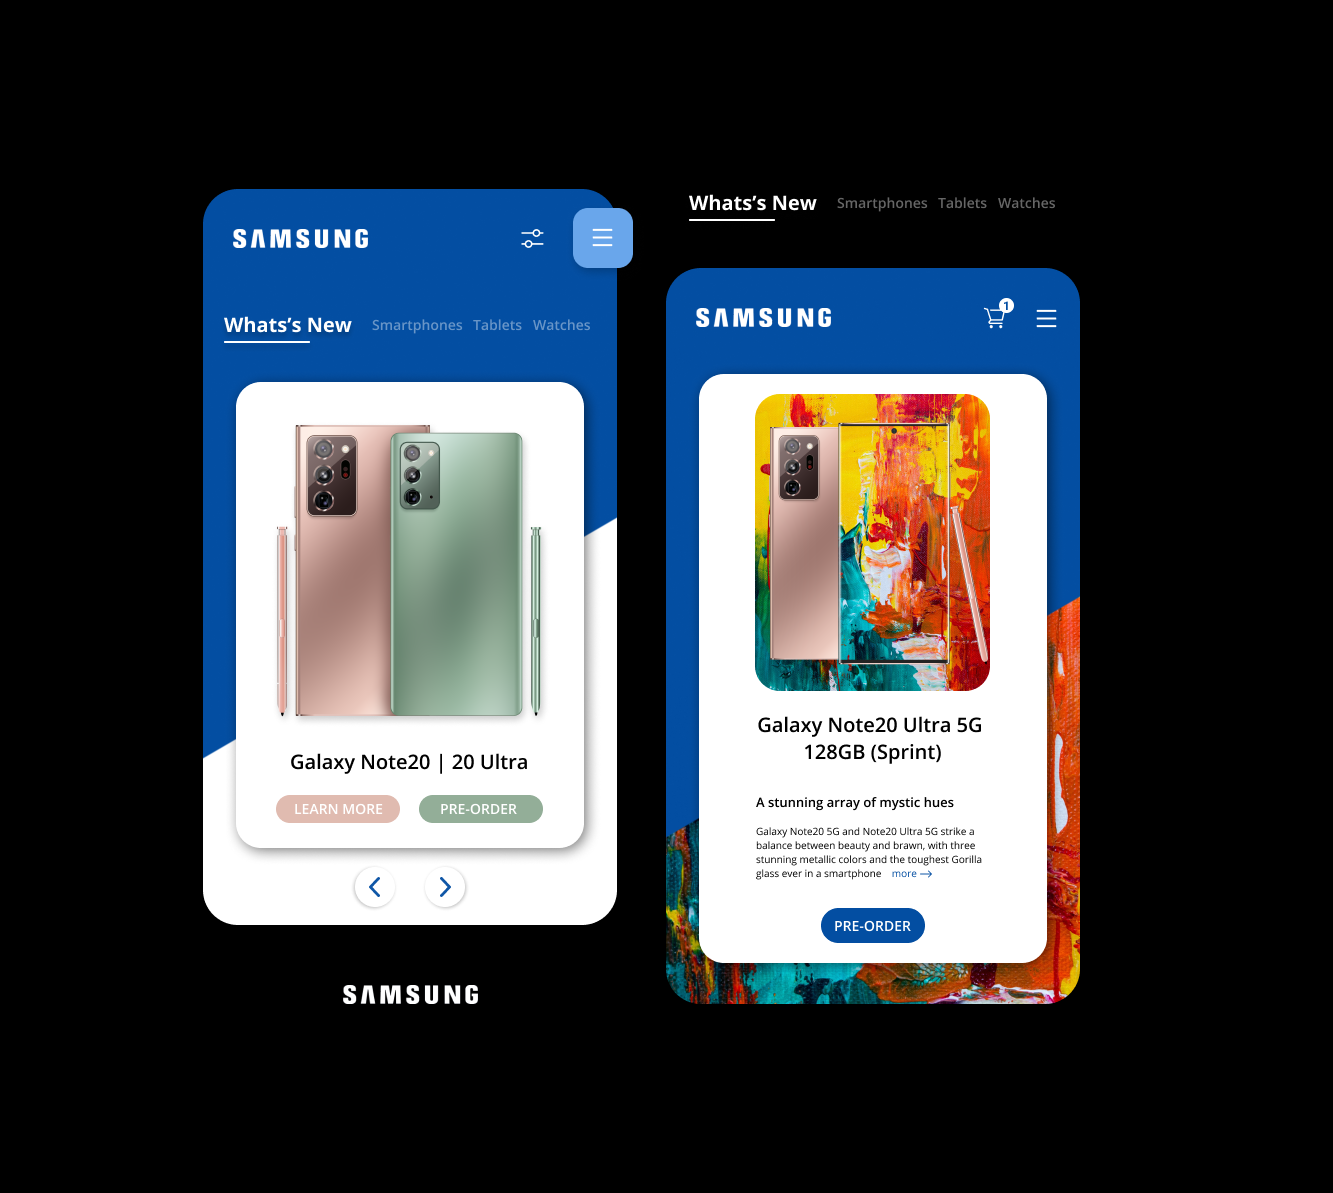 SAMSUNG
Whats's New Smartphones Tablets Watches
Galaxy Note20 | 20 Ultra
LEARN MORE PRE-ORDER
SAMSUNG
Whats's New Smartphones Tablets Watches
SAMSUNG
1
Galaxy Note20 Ultra 5G
128GB (Sprint)
A stunning array of mystic hues
Galaxy Note20 5G and Note20 Ultra 5G strike a
balance between beauty and brawn, with three
stunning metallic colors and the toughest Gorilla
glass ever in a smartphone more →
PRE-ORDER